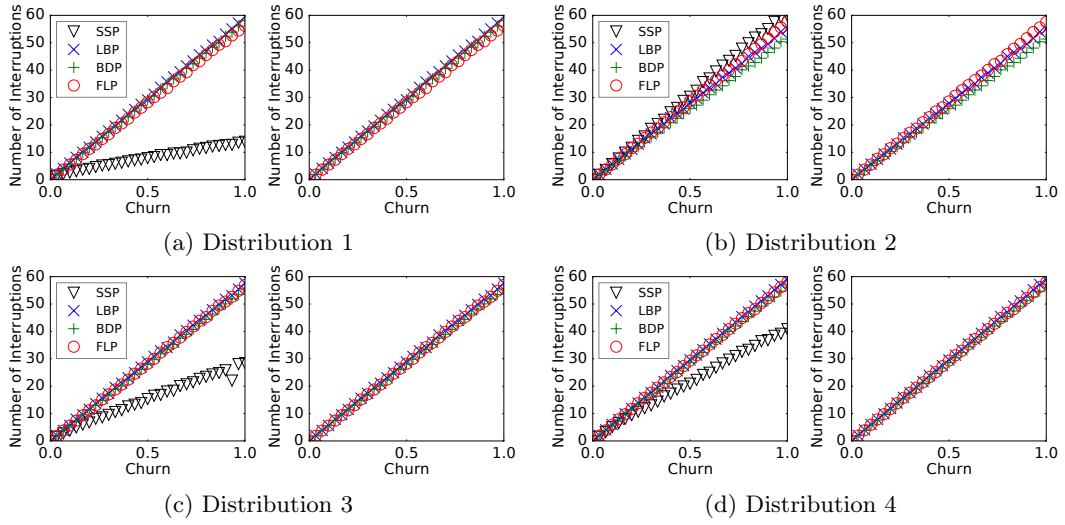 60
50
40
30
20
10
0
Number of Interruptions
SSP
LBP
BDP
FLP
0.0 0.5 1.0
Churn
60
50
40
30
20
10
0
Number of Interruptions
0.0 0.5 1.0
Churn
(a) Distribution 1
60
50
40
30
20
10
0
Number of Interruptions
SSP
LBP
BDP
FLP
0.0 0.5 1.0
Churn
60
50
40
30
20
10
0
Number of Interruptions
0.0 0.5 1.0
Churn
(b) Distribution 2
60
50
40
30
20
10
0
Number of Interruptions
SSP
LBP
BDP
FLP
0.0 0.5 1.0
Churn
60
50
40
30
20
10
0
Number of Interruptions
0.0 0.5 1.0
Churn
(c) Distribution 3
60
50
40
30
20
10
0
Number of Interruptions
SSP
LBP
BDP
FLP
0.0 0.5 1.0
Churn
60
50
40
30
20
10
0
Number of Interruptions
0.0 0.5 1.0
Churn
(d) Distribution 4